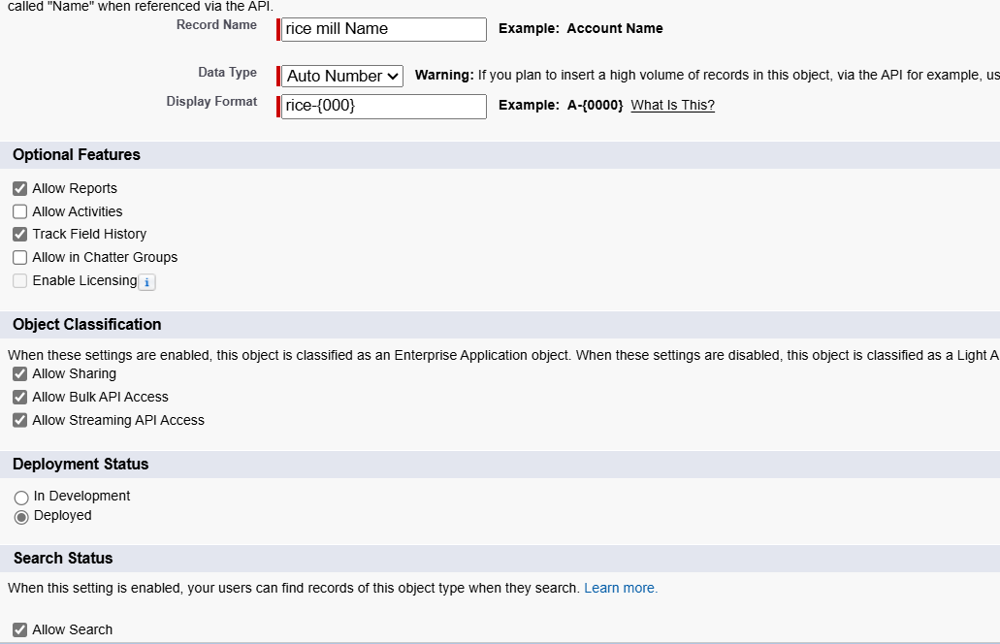 called "Name" when referenced via the API.
Record Name rice mill Name Example: Account Name
Data Type Auto Number Warning: If you plan to insert a high volume of records in this object, via the API for example, us
Display Format rice-{000} Example: A-{0000} What Is This?
Optional Features
Allow Reports
Allow Activities
Track Field History
Allow in Chatter Groups
Enable Licensing i
Object Classification
When these settings are enabled, this object is classified as an Enterprise Application object. When these settings are disabled, this object is classified as a Light A
Allow Sharing
Allow Bulk API Access
Allow Streaming API Access
Deployment Status
In Development
Deployed
Search Status
When this setting is enabled, your users can find records of this object type when they search. Learn more.
Allow Search